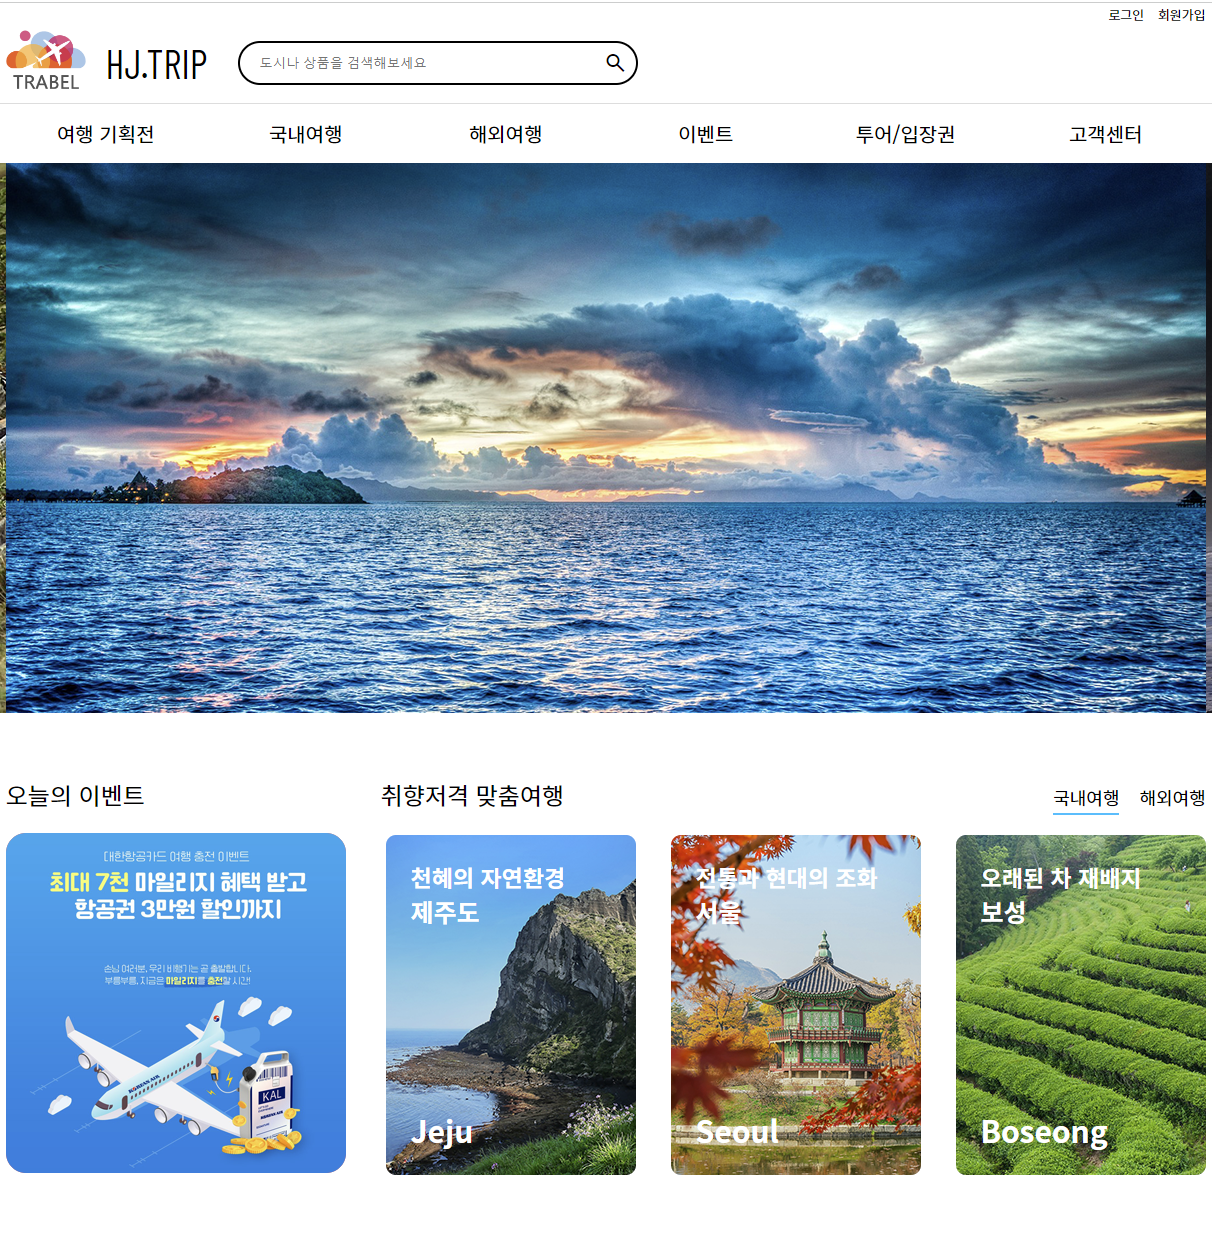 로그인 회원가입
TRABEL
HJ.TRIP
도시나 상품을 검색해보세요
여행 기획전 국내여행 해외여행 이벤트 투어/입장권 고객센터
오늘의 이벤트
취향저격 맞춤여행
국내여행 해외여행
대한항공카드 여행 충전 이벤트
최대 7천 마일리지 혜택 받고
항공권 3만원 할인까지
손님 여러분, 우리 비행기는 곧 출발합니다.
부릉부릉, 지금은 마일리지를 충전할 시간!
KOREAN AIR
KAL
천혜의 자연환경
제주도
Jeju
전통과 현대의 조화
서울
Seoul
오래된 차 재배지
보성
Boseong